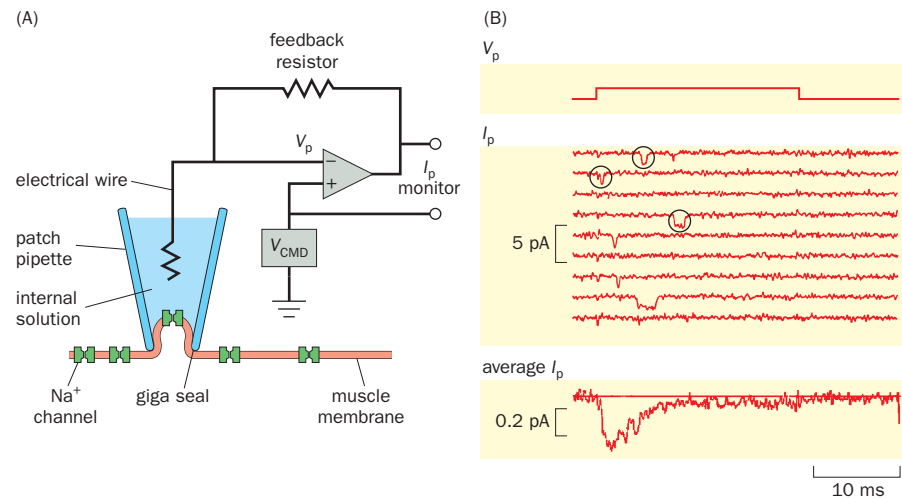 (A)
feedback
resistor
Vp
−
+
Ip
monitor
electrical wire
patch
pipette
VCMD
internal
solution
Na+
channel
giga seal
muscle
membrane
(B)
Vp
Ip
5 pA
average Ip
0.2 pA
10 ms